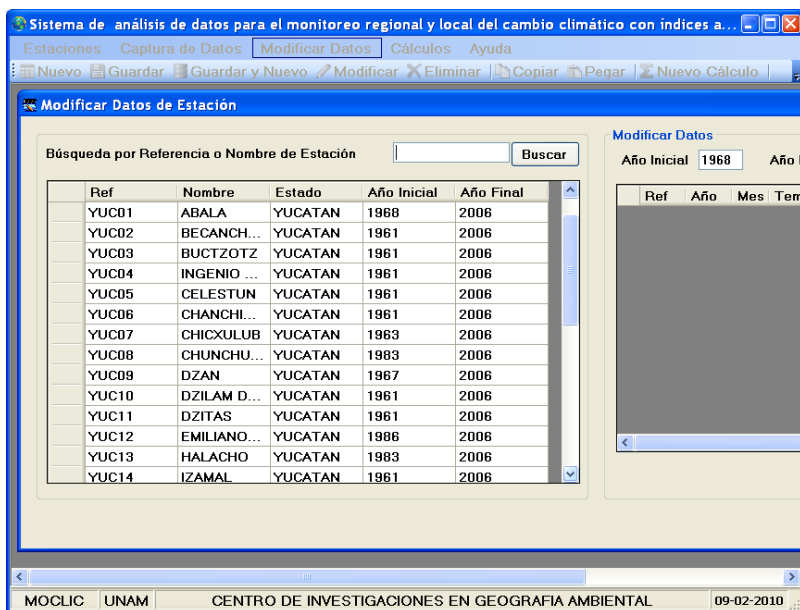 Sistema de análisis de datos para el monitoreo regional y local del cambio climático con índices a...
Estaciones Captura de Datos Modificar Datos Cálculos Ayuda
Nuevo Guardar Guardar y Nuevo Modificar Eliminar Copiar Pegar Nuevo Cálculo
Modificar Datos de Estación
Búsqueda por Referencia o Nombre de Estación Buscar
Ref Nombre Estado Año Inicial Año Final
YUC01 ABALA YUCATAN 1968 2006
YUC02 BECANCH... YUCATAN 1961 2006
YUC03 BUCTZOTZ YUCATAN 1961 2006
YUC04 INGENIO ... YUCATAN 1961 2006
YUC05 CELESTUN YUCATAN 1961 2006
YUC06 CHANCHI... YUCATAN 1961 2006
YUC07 CHICXULUB YUCATAN 1963 2006
YUC08 CHUNCHU... YUCATAN 1983 2006
YUC09 DZAN YUCATAN 1967 2006
YUC10 DZILAM D... YUCATAN 1961 2006
YUC11 DZITAS YUCATAN 1961 2006
YUC12 EMILIANO... YUCATAN 1986 2006
YUC13 HALACHO YUCATAN 1983 2006
YUC14 IZAMAL YUCATAN 1961 2006
Modificar Datos
Año Inicial 1968 Año
Ref Año Mes Tem
MOCLIC UNAM CENTRO DE INVESTIGACIONES EN GEOGRAFIA AMBIENTAL 09-02-2010